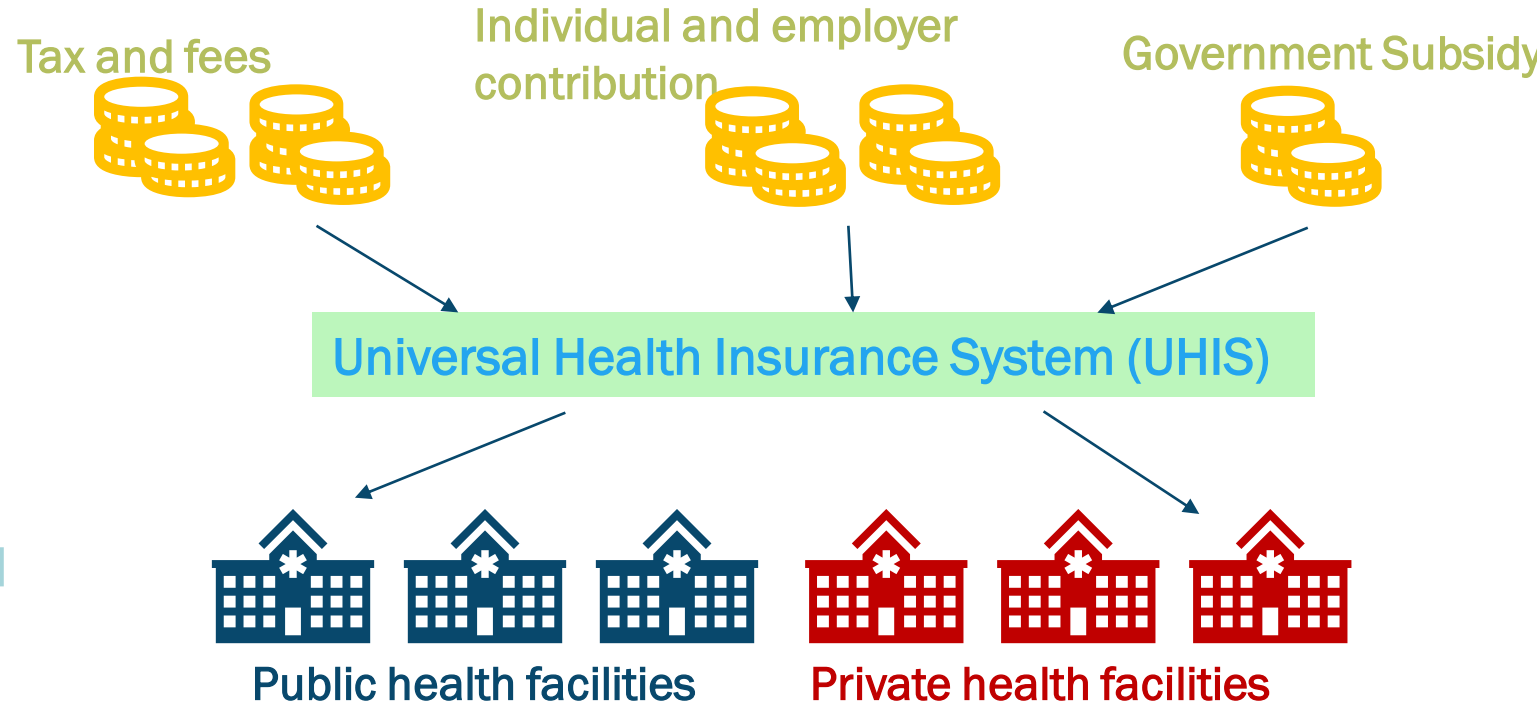 Tax and fees
Individual and employer
contribution
Government Subsidy
Universal Health Insurance System (UHIS)
Public health facilities
Private health facilities